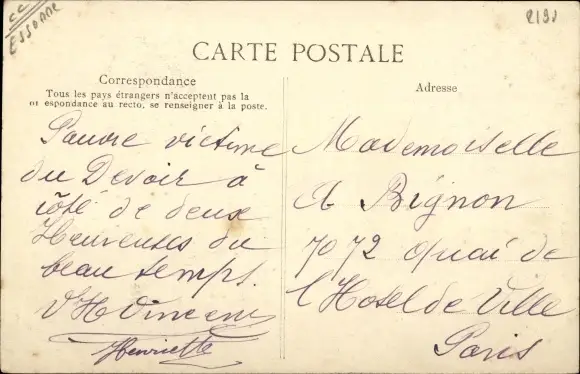 CC
ESSONNE
CARTE POSTALE
Correspondance
Tous les pays étrangers n'acceptent pas la
espondance au recto, se renseigner à la poste.
Adresse
Pauvre victime
du Devoir à
côté de deux
Heureuses du
beau temps.
Henriette
Mademoiselle
A Bignon
70 72 quai de
l'Hotel de Ville
Paris